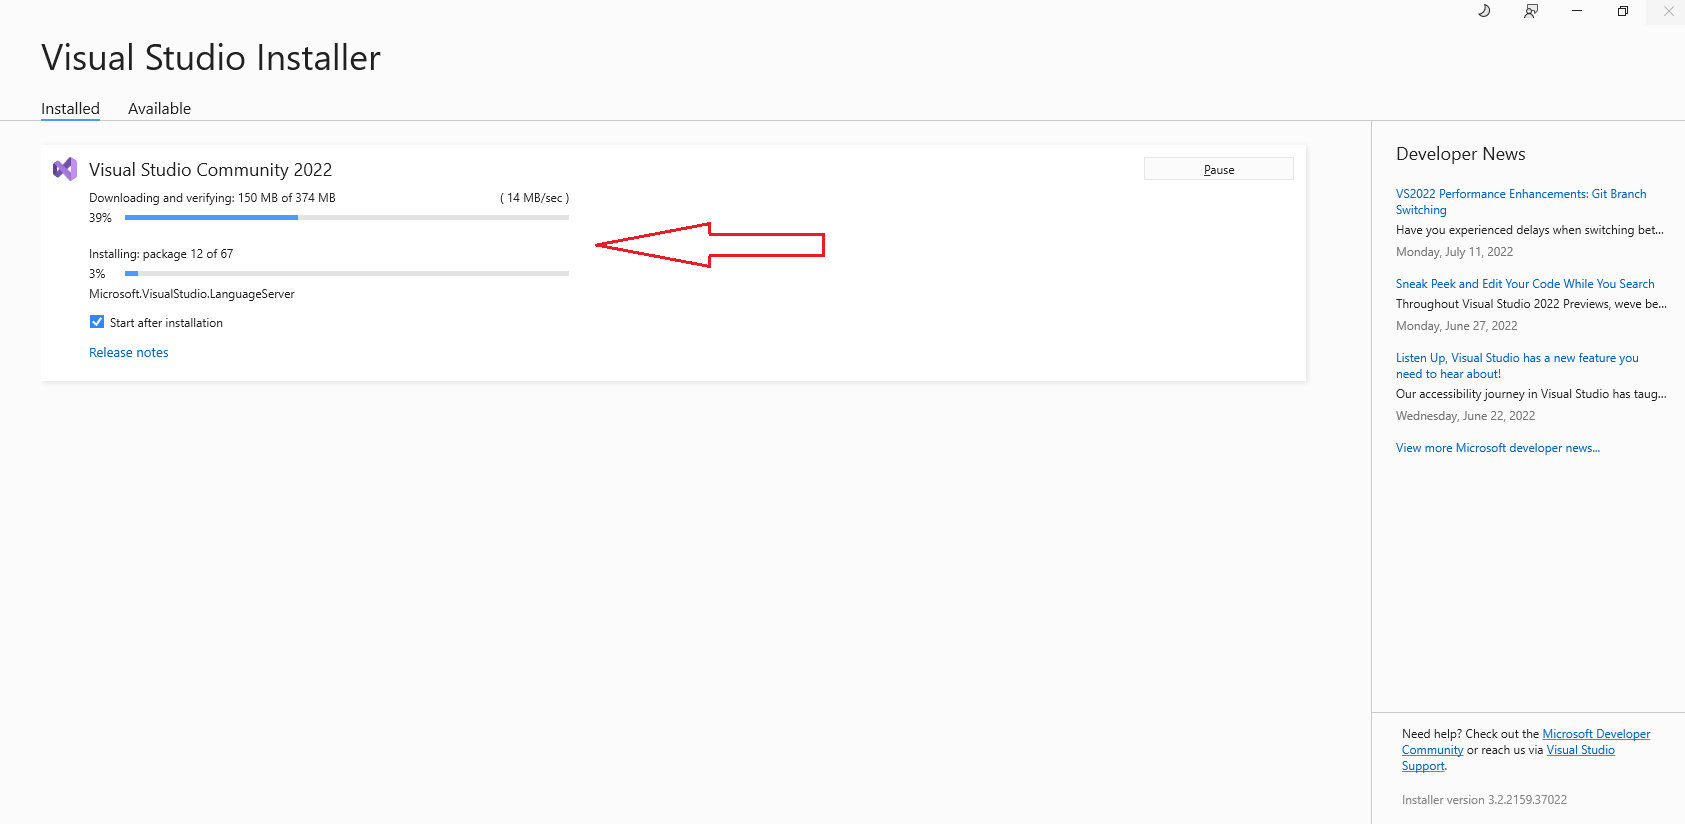 Visual Studio Installer
Installed Available
Visual Studio Community 2022
Pause
Downloading and verifying: 150 MB of 374 MB ( 14 MB/sec )
39%
Installing: package 12 of 67
3%
Microsoft.VisualStudio.LanguageServer
Start after installation
Release notes
Developer News
VS2022 Performance Enhancements: Git Branch
Switching
Have you experienced delays when switching bet...
Monday, July 11, 2022
Sneak Peek and Edit Your Code While You Search
Throughout Visual Studio 2022 Previews, weve be...
Monday, June 27, 2022
Listen Up, Visual Studio has a new feature you
need to hear about!
Our accessibility journey in Visual Studio has taug...
Wednesday, June 22, 2022
View more Microsoft developer news...
Need help? Check out the Microsoft Developer
Community or reach us via Visual Studio
Support.
Installer version 3.2.2159.37022